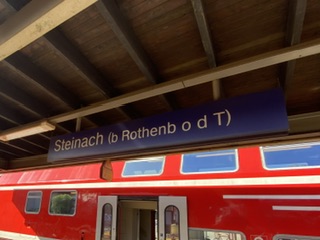 Steinach (b Rothenb o d T)